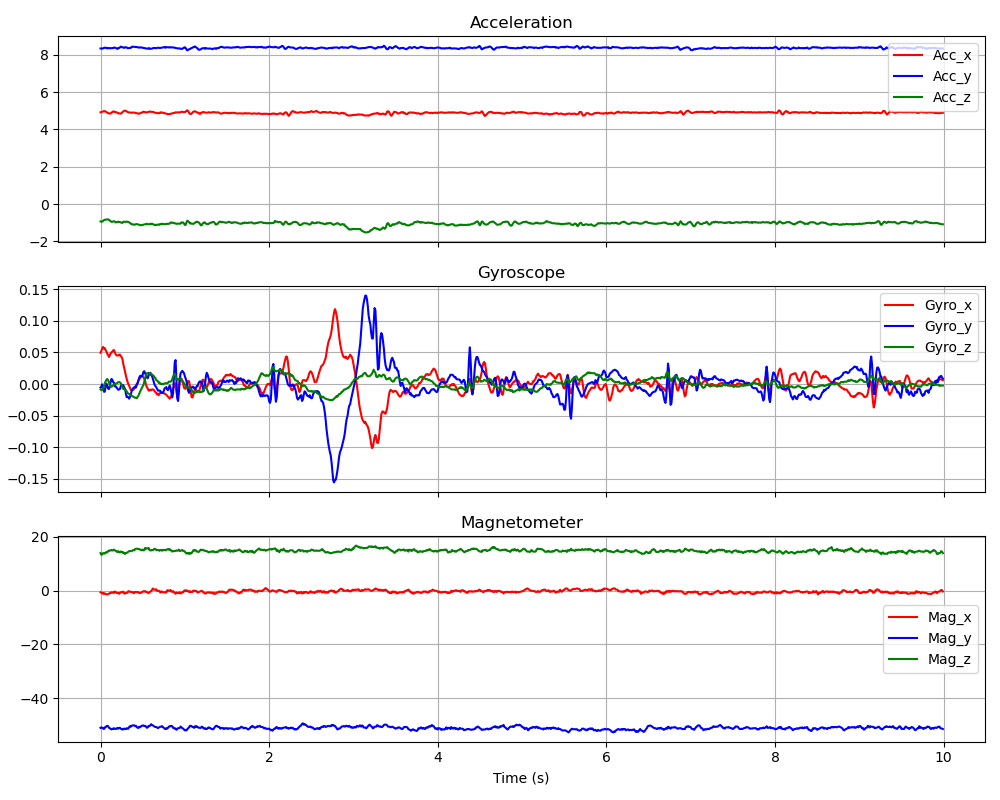 Acceleration
8
6
4
2
0
−2
Acc_x
Acc_y
Acc_z
Gyroscope
0.15
0.10
0.05
0.00
−0.05
−0.10
−0.15
Gyro_x
Gyro_y
Gyro_z
Magnetometer
20
0
−20
−40
Mag_x
Mag_y
Mag_z
0 2 4 6 8 10
Time (s)